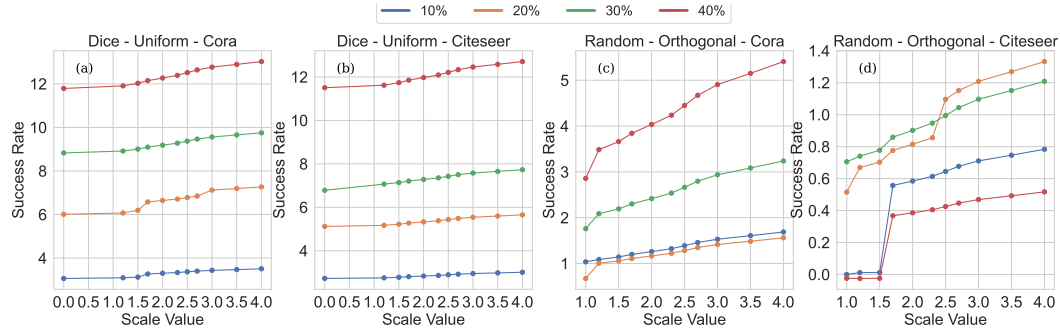 10% 20% 30% 40%
Dice - Uniform - Cora
(a)
Success Rate
12
10
8
6
4
0.0 0.5 1.0 1.5 2.0 2.5 3.0 3.5 4.0
Scale Value
Dice - Uniform - Citeseer
(b)
Success Rate
12
10
8
6
4
0.0 0.5 1.0 1.5 2.0 2.5 3.0 3.5 4.0
Scale Value
Random - Orthogonal - Cora
(c)
Success Rate
5
4
3
2
1
1.0 1.5 2.0 2.5 3.0 3.5 4.0
Scale Value
Random - Orthogonal - Citeseer
(d)
Success Rate
1.4
1.2
1.0
0.8
0.6
0.4
0.2
0.0
1.0 1.5 2.0 2.5 3.0 3.5 4.0
Scale Value